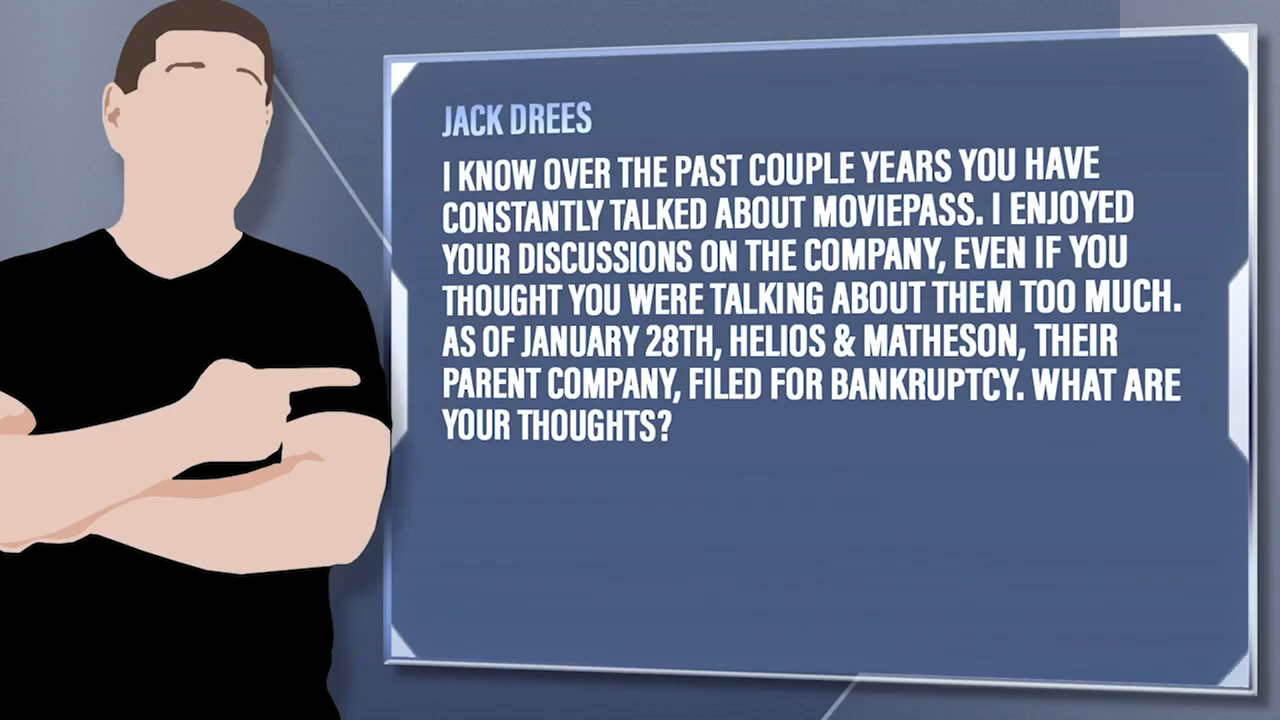 JACK DREES
I KNOW OVER THE PAST COUPLE YEARS YOU HAVE
CONSTANTLY TALKED ABOUT MOVIEPASS. I ENJOYED
YOUR DISCUSSIONS ON THE COMPANY, EVEN IF YOU
THOUGHT YOU WERE TALKING ABOUT THEM TOO MUCH.
AS OF JANUARY 28TH, HELIOS & MATHESON, THEIR
PARENT COMPANY, FILED FOR BANKRUPTCY. WHAT ARE
YOUR THOUGHTS?